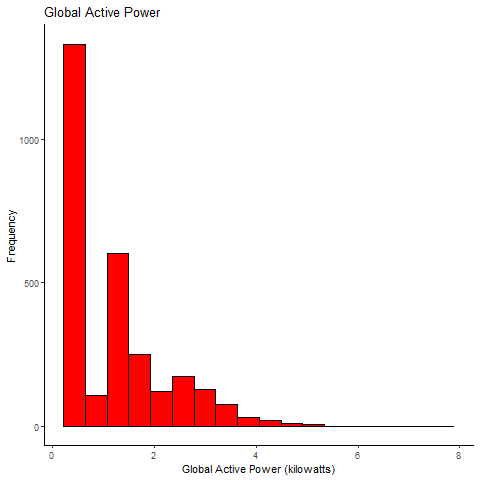 Global Active Power
Frequency
1000
500
0
0 2 4 6 8
Global Active Power (kilowatts)